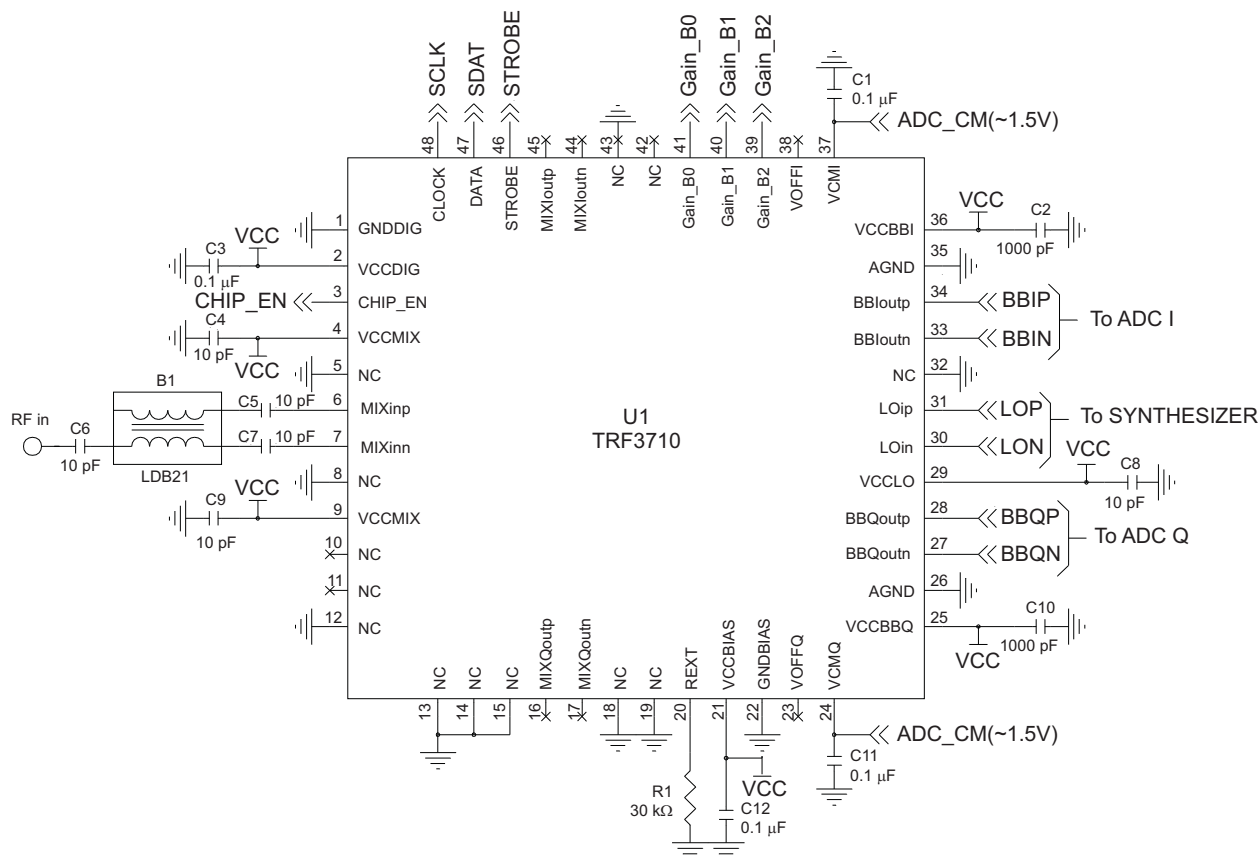 SCLK
SDAT
STROBE
Gain_B0
Gain_B1
Gain_B2
C1
0.1 μF
ADC_CM(~1.5V)
48
47
46
45
44
43
42
41
40
39
38
37
CLOCK
DATA
STROBE
MIXIoutp
MIXIoutn
NC
NC
Gain_B0
Gain_B1
Gain_B2
VOFFI
VCMI
1
GNDDIG
C3
VCC
0.1 μF
2
VCCDIG
CHIP_EN
3
CHIP_EN
C4
10 pF
VCC
4
VCCMIX
5
NC
B1
RF in
C6
10 pF
LDB21
C5
10 pF
6
MIXinp
C7
10 pF
7
MIXinn
8
NC
C9
VCC
10 pF
9
VCCMIX
10
NC
11
NC
12
NC
U1
TRF3710
VCCBBI
36
VCC
C2
1000 pF
AGND
35
BBIoutp
34
BBIP
BBIoutn
33
BBIN
To ADC I
NC
32
LOip
31
LOP
LOin
30
LON
To SYNTHESIZER
VCCLO
29
VCC
C8
10 pF
BBQoutp
28
BBQP
BBQoutn
27
BBQN
To ADC Q
AGND
26
VCCBBQ
25
VCC
C10
1000 pF
NC
NC
NC
MIXQoutp
MIXQoutn
NC
NC
REXT
VCCBIAS
GNDBIAS
VOFFQ
VCMQ
13
14
15
16
17
18
19
20
21
22
23
24
ADC_CM(~1.5V)
C11
0.1 μF
R1
30 kΩ
VCC
C12
0.1 μF